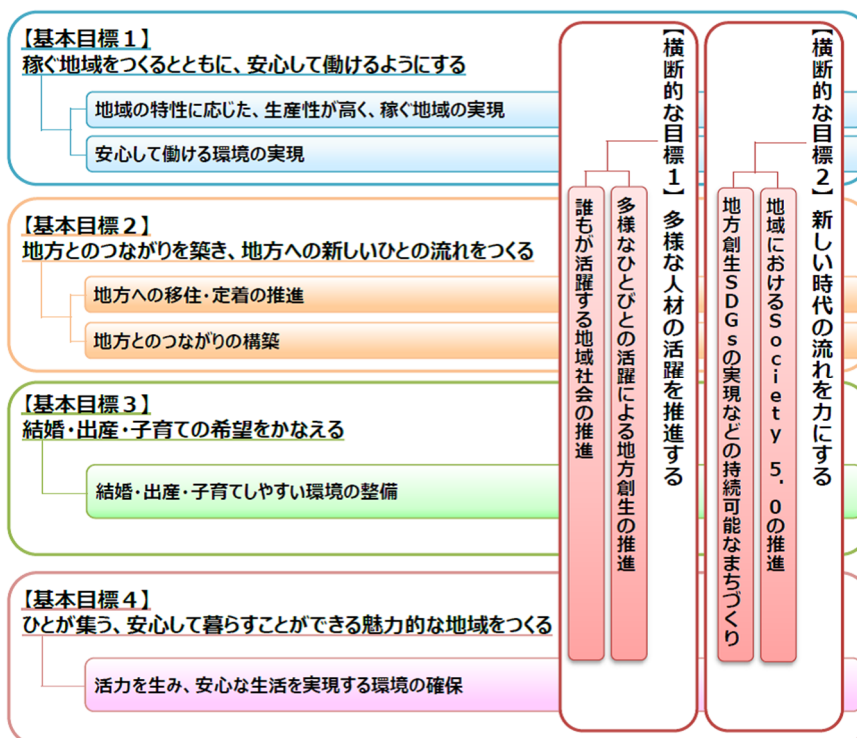 【基本目標１】
稼ぐ地域をつくるとともに、安心して働けるようにする
地域の特性に応じた、生産性が高く、稼ぐ地域の実現
安心して働ける環境の実現
【基本目標２】
地方とのつながりを築き、地方への新しいひとの流れをつくる
地方への移住・定着の推進
地方とのつながりの構築
【基本目標３】
結婚・出産・子育ての希望をかなえる
結婚・出産・子育てしやすい環境の整備
【基本目標４】
ひとが集う、安心して暮らすことができる魅力的な地域をつくる
活力を生み、安心な生活を実現する環境の確保
【横断的な目標１】多様な人材の活躍を推進する
多様なひとびとの活躍による地方創生の推進
誰もが活躍する地域社会の推進
【横断的な目標２】新しい時代の流れを力にする
地域におけるSociety 5.0の推進
地方創生SDGsの実現などの持続可能なまちづくり